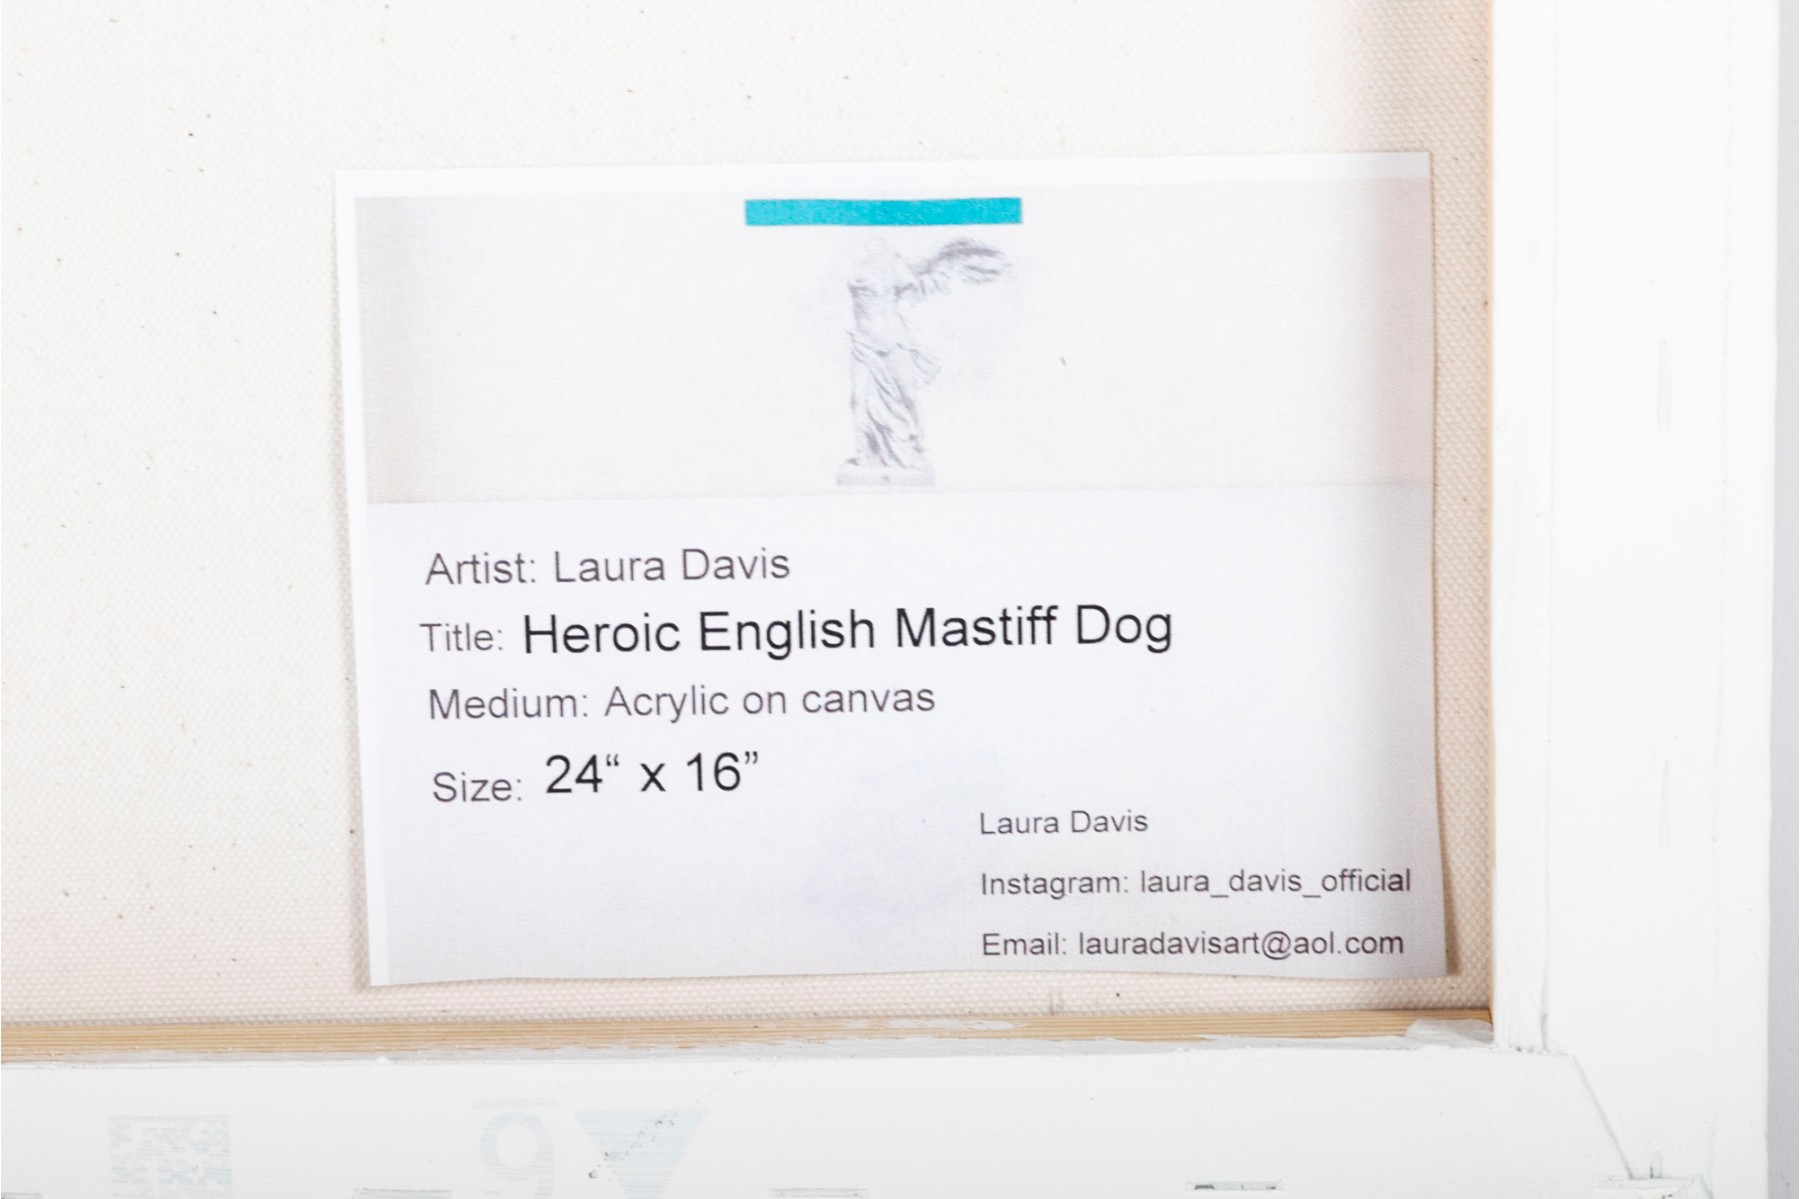 Artist: Laura Davis
Title: Heroic English Mastiff Dog
Medium: Acrylic on canvas
Size: 24“ x 16”
Laura Davis
Instagram: laura_davis_official
Email: lauradavisart@aol.com